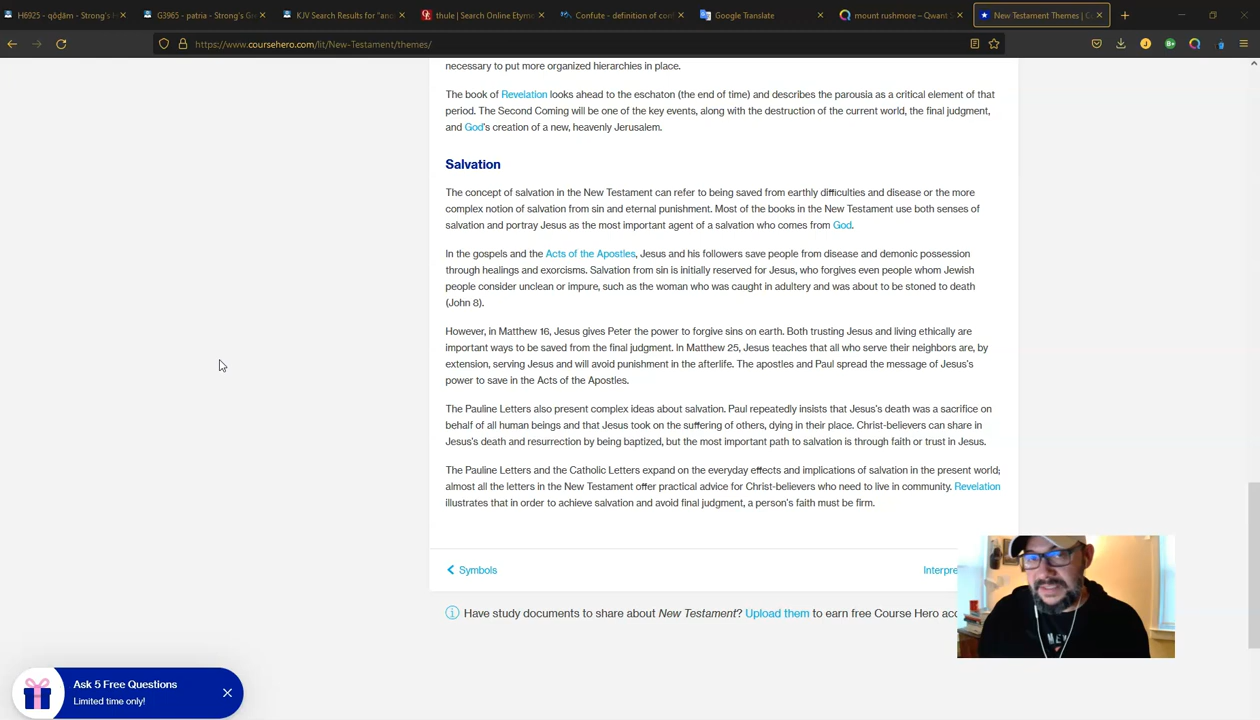 H6925 - qôḏām - Strong's H
G3965 - patria - Strong's Gre
KJV Search Results for "ano
thule | Search Online Etymo
Confute - definition of conf
Google Translate
mount rushmore – Qwant S
New Testament Themes | C
https://www.coursehero.com/lit/New-Testament/themes/
necessary to put more organized hierarchies in place.
The book of Revelation looks ahead to the eschaton (the end of time) and describes the parousia as a critical element of that
period. The Second Coming will be one of the key events, along with the destruction of the current world, the final judgment,
and God's creation of a new, heavenly Jerusalem.
Salvation
The concept of salvation in the New Testament can refer to being saved from earthly difficulties and disease or the more
complex notion of salvation from sin and eternal punishment. Most of the books in the New Testament use both senses of
salvation and portray Jesus as the most important agent of a salvation who comes from God.
In the gospels and the Acts of the Apostles, Jesus and his followers save people from disease and demonic possession
through healings and exorcisms. Salvation from sin is initially reserved for Jesus, who forgives even people whom Jewish
people consider unclean or impure, such as the woman who was caught in adultery and was about to be stoned to death
(John 8).
However, in Matthew 16, Jesus gives Peter the power to forgive sins on earth. Both trusting Jesus and living ethically are
important ways to be saved from the final judgment. In Matthew 25, Jesus teaches that all who serve their neighbors are, by
extension, serving Jesus and will avoid punishment in the afterlife. The apostles and Paul spread the message of Jesus's
power to save in the Acts of the Apostles.
The Pauline Letters also present complex ideas about salvation. Paul repeatedly insists that Jesus's death was a sacrifice on
behalf of all human beings and that Jesus took on the suffering of others, dying in their place. Christ-believers can share in
Jesus's death and resurrection by being baptized, but the most important path to salvation is through faith or trust in Jesus.
The Pauline Letters and the Catholic Letters expand on the everyday effects and implications of salvation in the present world;
almost all the letters in the New Testament offer practical advice for Christ-believers who need to live in community. Revelation
illustrates that in order to achieve salvation and avoid final judgment, a person's faith must be firm.
Symbols
Interpre
Have study documents to share about New Testament? Upload them to earn free Course Hero acc
Ask 5 Free Questions
Limited time only!